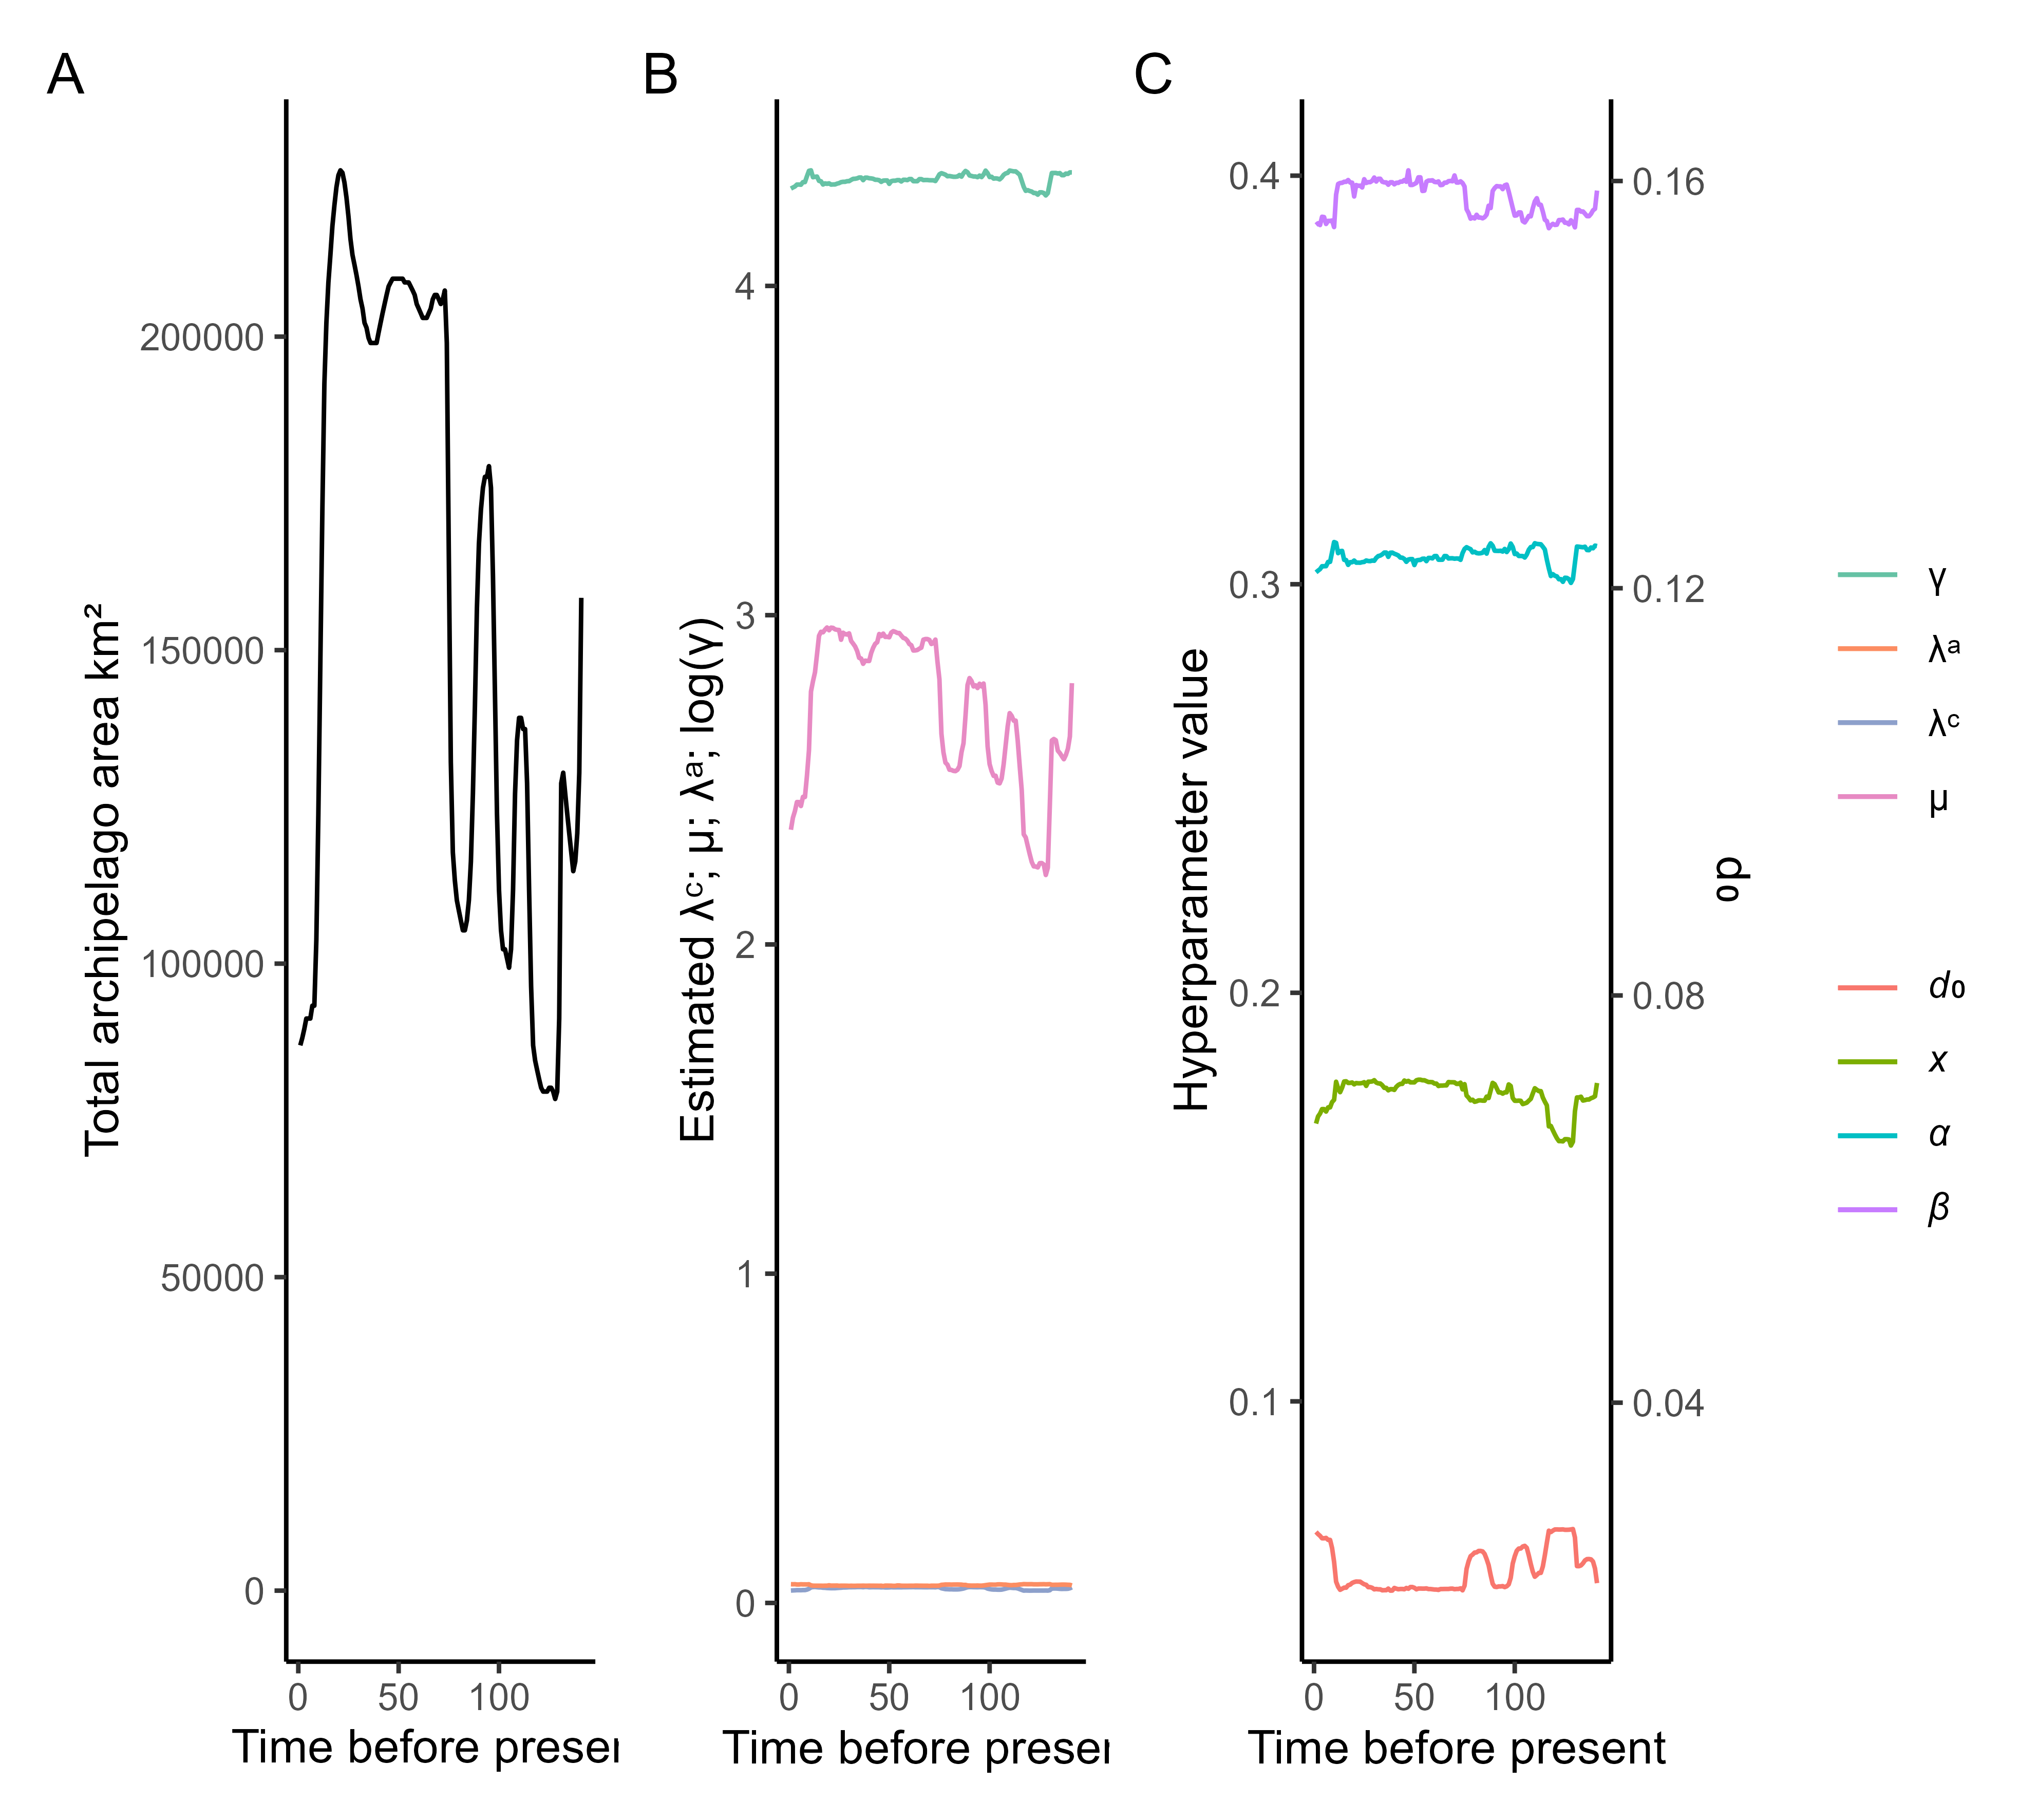 A
B
C
Total archipelago area km²
200000
150000
100000
50000
0
0 50 100
Time before preser
Estimated λᶜ; μ; λᵃ; log(γ)
4
3
2
1
0
0 50 100
Time before preser
Hyperparameter value
0.4
0.3
0.2
0.1
0 50 100
Time before present
0.16
0.12
0.08
0.04
d₀
γ
λᵃ
λᶜ
μ
d₀
x
α
β